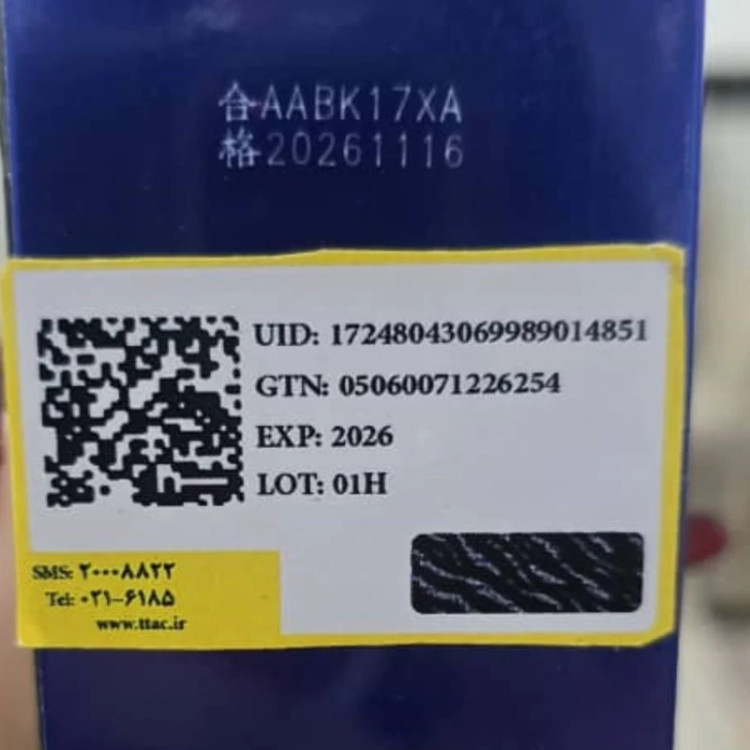 合AABK17XA
格20261116
UID: 17248043069989014851
GTN: 05060071226254
EXP: 2026
LOT: 01H
SMS: ۲۰۰۰۸۸۲۲
Tel: ۰۲۱-۶۱۸۵
www.ttac.ir